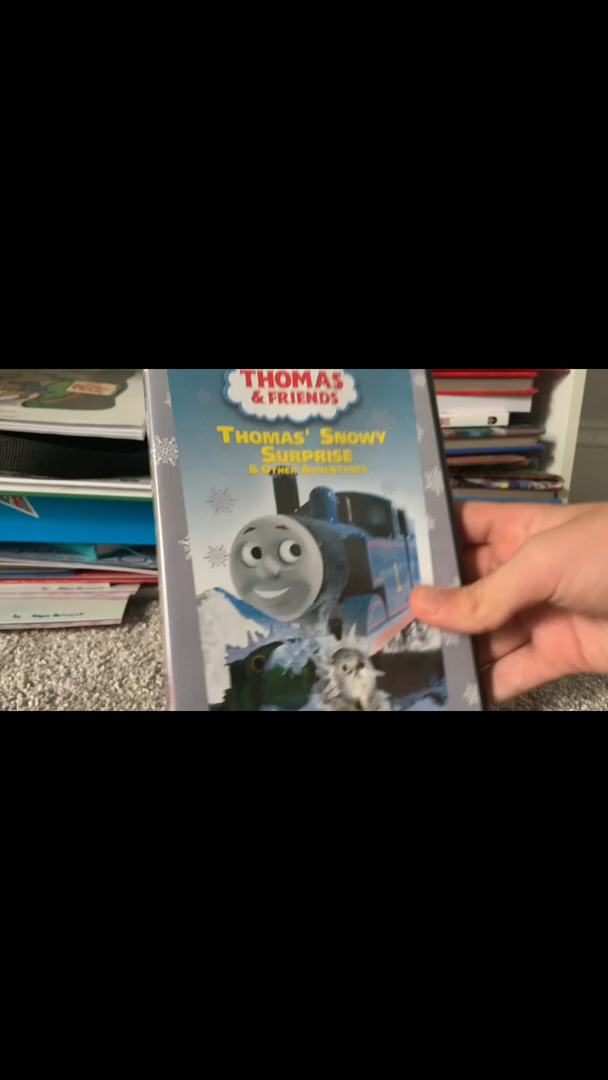 THOMAS
& FRIENDS
THOMAS' SNOWY
SURPRISE
& OTHER ADVENTURES